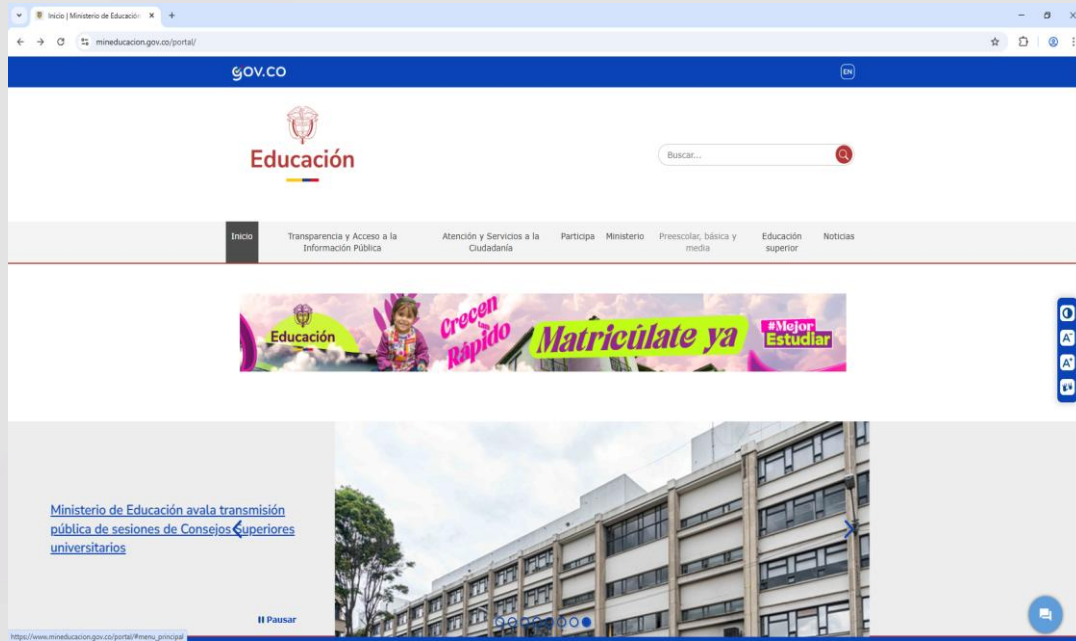 Inicio | Ministerio de Educación
mineducacion.gov.co/portal/
GOV.CO
EN
Educación
Buscar...
Inicio
Transparencia y Acceso a la
Información Pública
Atención y Servicios a la
Ciudadanía
Participa
Ministerio
Preescolar, básica y
media
Educación
superior
Noticias
Educación
Crecen
tan
Rápido
Matricúlate ya
#Mejor
Estudiar
A-
A+
Ministerio de Educación avala transmisión
pública de sesiones de Consejos Superiores
universitarios
Pausar
https://www.mineducacion.gov.co/portal/#menu_principal